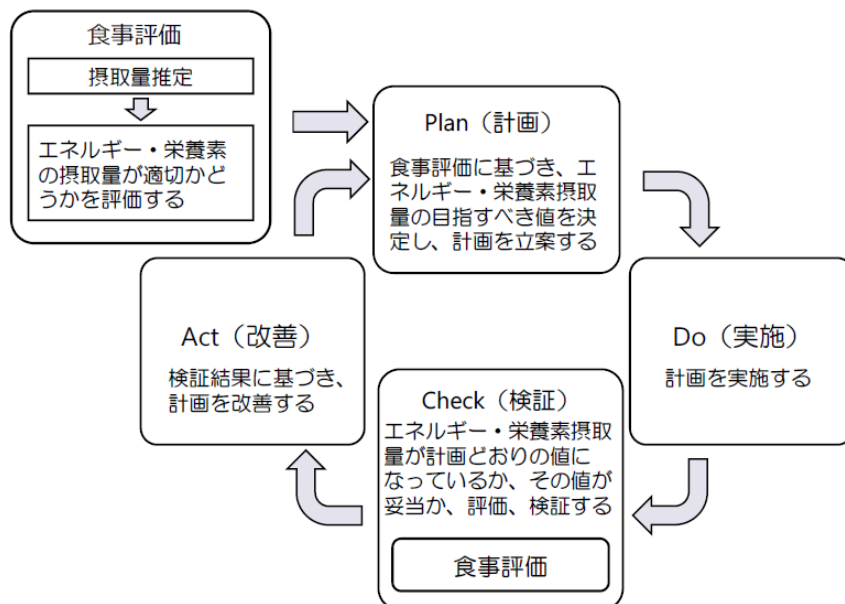 食事評価
摂取量推定
エネルギー・栄養素
の摂取量が適切かど
うかを評価する
Plan（計画）
食事評価に基づき、エ
ネルギー・栄養素摂取
量の目指すべき値を決
定し、計画を立案する
Do（実施）
計画を実施する
Check（検証）
エネルギー・栄養素摂取
量が計画どおりの値に
なっているか、その値が
妥当か、評価、検証する
食事評価
Act（改善）
検証結果に基づき、
計画を改善する